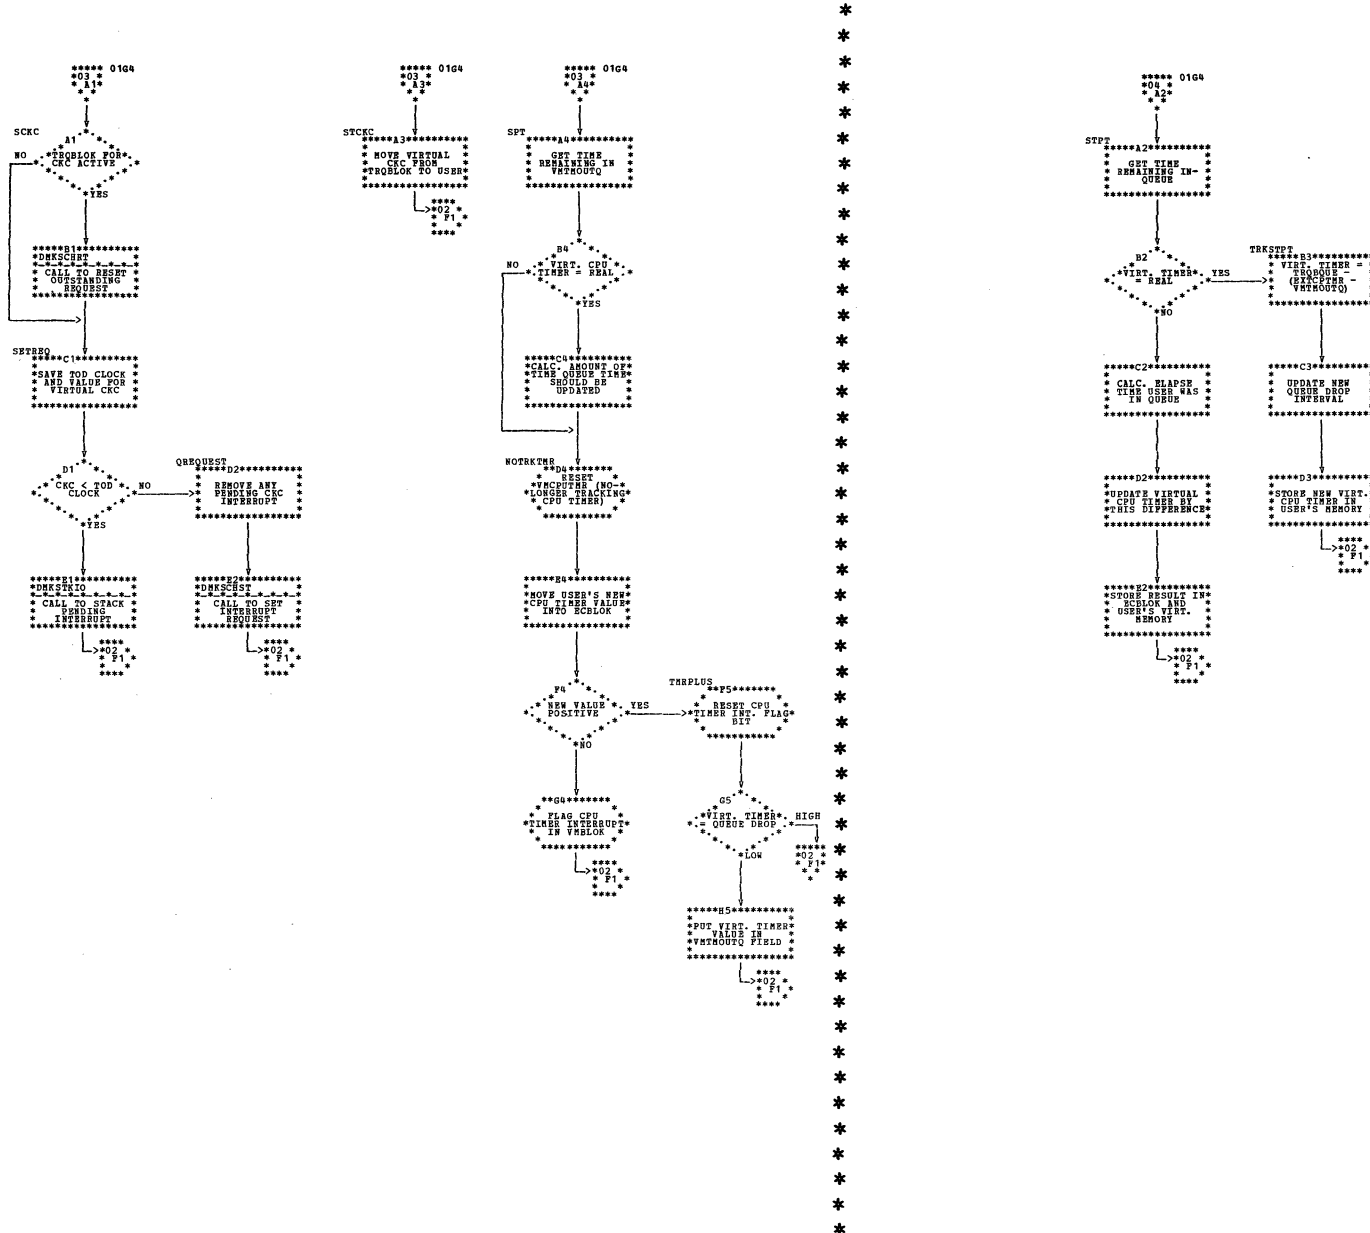 01G4
03
A1
SCKC
A1
TRQBLOK FOR
CKC ACTIVE
NO
YES
B1
DMKSCHRT
CALL TO RESET
OUTSTANDING
REQUEST
SETREQ
C1
SAVE TOD CLOCK
AND VALUE FOR
VIRTUAL CKC
D1
CKC < TOD
CLOCK
NO
YES
E1
DMKSTKIO
CALL TO STACK
PENDING
INTERRUPT
02
F1
QREQUEST
D2
REMOVE ANY
PENDING CKC
INTERRUPT
E2
DMKSCHST
CALL TO SET
INTERRUPT
REQUEST
02
F1
01G4
03
A3
STCKC
A3
MOVE VIRTUAL
CKC FROM
TRQBLOK TO USER
02
F1
01G4
03
A4
SPT
A4
GET TIME
REMAINING IN
VMTMOUTQ
B4
VIRT. CPU
TIMER = REAL
NO
YES
C4
CALC. AMOUNT OF
TIME QUEUE TIME
SHOULD BE
UPDATED
NOTRKTMR
D4
RESET
VMCPUTMR (NO-
LONGER TRACKING
CPU TIMER)
E4
MOVE USER'S NEW
CPU TIMER VALUE
INTO ECBLOK
F4
NEW VALUE
POSITIVE
YES
NO
G4
FLAG CPU
TIMER INTERRUPT
IN VMBLOK
02
F1
TMRPLUS
F5
RESET CPU
TIMER INT. FLAG
BIT
G5
VIRT. TIMER
= QUEUE DROP
HIGH
LOW
02
F1
H5
PUT VIRT. TIMER
VALUE IN
VMTMOUTQ FIELD
02
F1
01G4
04
A2
STPT
A2
GET TIME
REMAINING IN-
QUEUE
B2
VIRT. TIMER
= REAL
YES
NO
C2
CALC. ELAPSE
TIME USER WAS
IN QUEUE
D2
UPDATE VIRTUAL
CPU TIMER BY
THIS DIFFERENCE
E2
STORE RESULT IN
ECBLOK AND
USER'S VIRT.
MEMORY
02
F1
TRKSTPT
B3
VIRT. TIMER =
TRQBQUE -
(EXTCPTMR -
VMTMOUTQ)
C3
UPDATE NEW
QUEUE DROP
INTERVAL
D3
STORE NEW VIRT.
CPU TIMER IN
USER'S MEMORY
02
F1